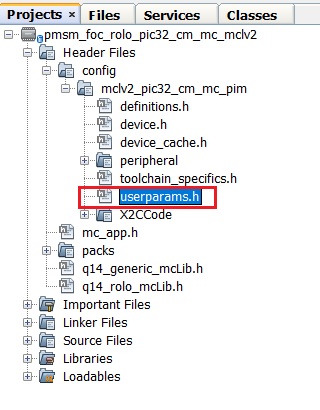 Projects × Files Services Classes
pmsm_foc_rolo_pic32_cm_mc_mclv2
Header Files
config
mclv2_pic32_cm_mc_pim
definitions.h
device.h
device_cache.h
peripheral
toolchain_specifics.h
userparams.h
X2CCode
mc_app.h
packs
q14_generic_mcLib.h
q14_rolo_mcLib.h
Important Files
Linker Files
Source Files
Libraries
Loadables